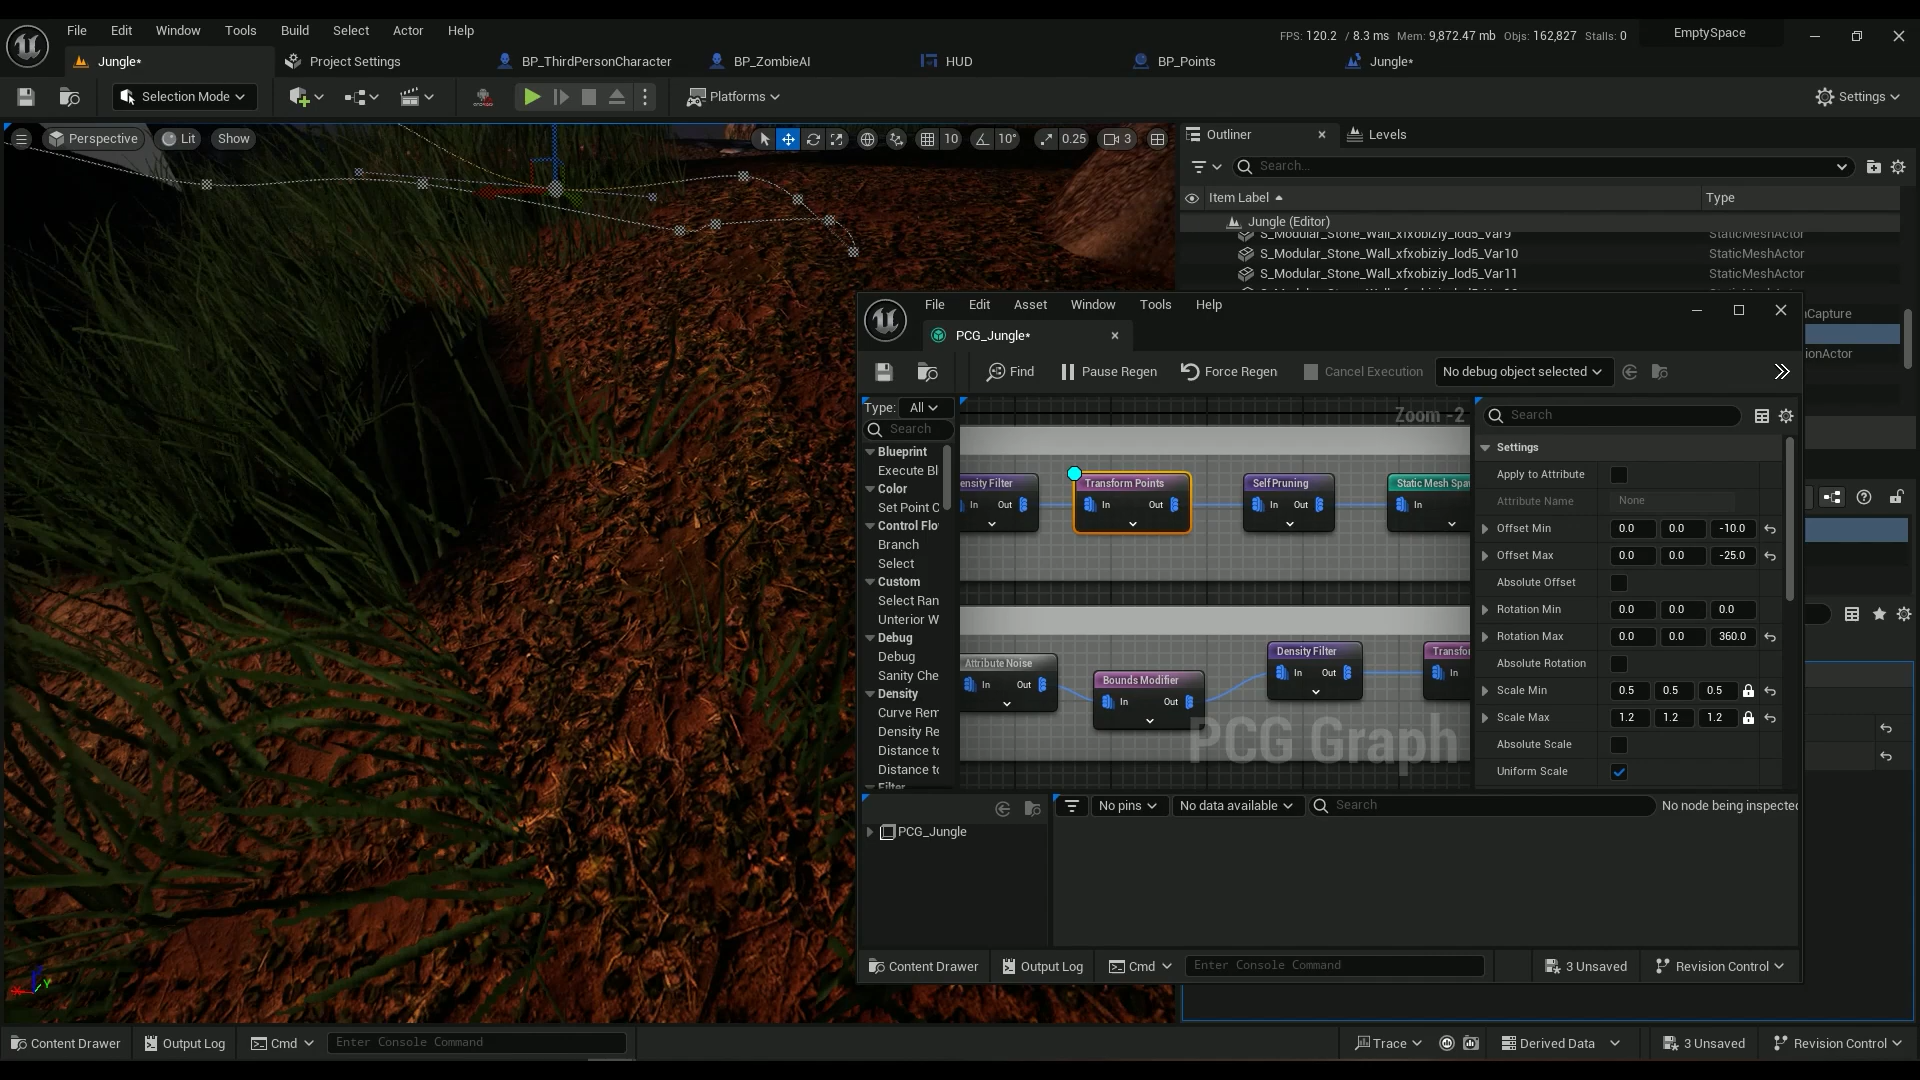 File Edit Window Tools Build Select Actor Help
FPS: 120.2 / 8.3 ms Mem: 9,872.47 mb Objs: 162,827 Stalls: 0
EmptySpace
Jungle*
Project Settings
BP_ThirdPersonCharacter
BP_ZombieAI
HUD
BP_Points
Jungle*
Selection Mode
Platforms
Settings
Perspective
Lit
Show
10
10°
0.25
3
Outliner
Levels
Search...
Item Label
Type
Jungle (Editor)
S_Modular_Stone_Wall_xfxobiziy_lod5_Var9 StaticMeshActor
S_Modular_Stone_Wall_xfxobiziy_lod5_Var10 StaticMeshActor
S_Modular_Stone_Wall_xfxobiziy_lod5_Var11 StaticMeshActor
Capture
ionActor
File Edit Asset Window Tools Help
PCG_Jungle*
Find
Pause Regen
Force Regen
Cancel Execution
No debug object selected
Type: All
Search
Blueprint
Execute Bl
Color
Set Point C
Control Flo
Branch
Select
Custom
Select Ran
Unterior W
Debug
Debug
Sanity Che
Density
Curve Rem
Density Re
Distance to
Distance to
Filter
Zoom -2
ensity Filter
In Out
Transform Points
In Out
Self Pruning
In Out
Static Mesh Spaw
In
Attribute Noise
In Out
Bounds Modifier
In Out
Density Filter
In Out
Transfor
In
PCG Graph
Search
Settings
Apply to Attribute
Attribute Name None
Offset Min 0.0 0.0 -10.0
Offset Max 0.0 0.0 -25.0
Absolute Offset
Rotation Min 0.0 0.0 0.0
Rotation Max 0.0 0.0 360.0
Absolute Rotation
Scale Min 0.5 0.5 0.5
Scale Max 1.2 1.2 1.2
Absolute Scale
Uniform Scale
PCG_Jungle
No pins
No data available
Search
No node being inspected
Content Drawer
Output Log
Cmd
Enter Console Command
3 Unsaved
Revision Control
Content Drawer
Output Log
Cmd
Enter Console Command
Trace
Derived Data
3 Unsaved
Revision Control